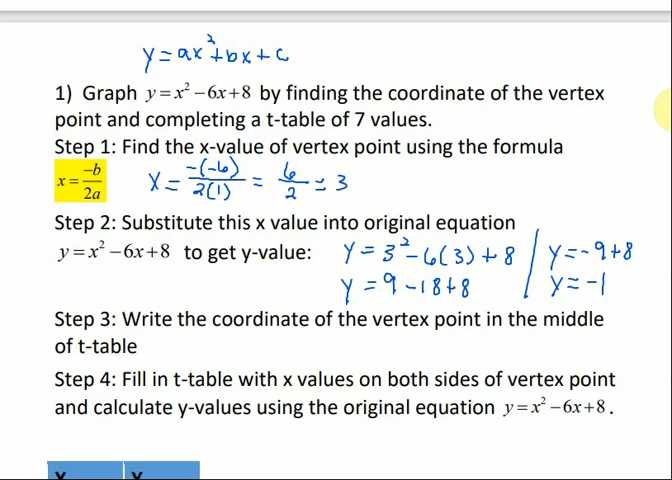 y = ax² + bx + c
1) Graph y = x² − 6x + 8 by finding the coordinate of the vertex
point and completing a t-table of 7 values.
Step 1: Find the x-value of vertex point using the formula
x = −b/2a   x = −(−6)/2(1) = 6/2 = 3
Step 2: Substitute this x value into original equation
y = x² − 6x + 8 to get y-value: y = 3² − 6(3) + 8 / y = −9 + 8
y = 9 − 18 + 8 / y = −1
Step 3: Write the coordinate of the vertex point in the middle
of t-table
Step 4: Fill in t-table with x values on both sides of vertex point
and calculate y-values using the original equation y = x² − 6x + 8 .